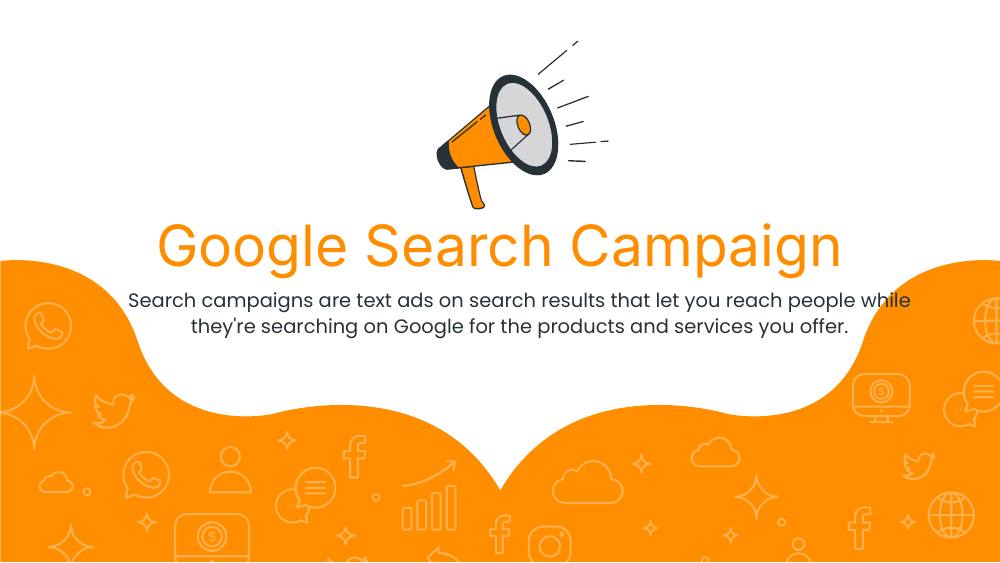 Google Search Campaign
Search campaigns are text ads on search results that let you reach people while
they're searching on Google for the products and services you offer.